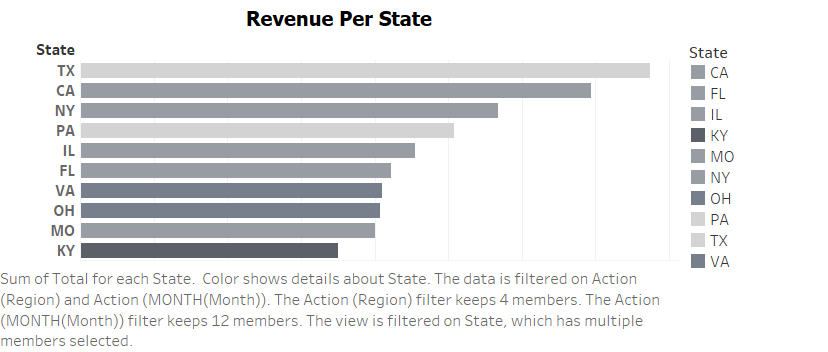 Revenue Per State
State
TX
CA
NY
PA
IL
FL
VA
OH
MO
KY
State
CA
FL
IL
KY
MO
NY
OH
PA
TX
VA
Sum of Total for each State.  Color shows details about State. The data is filtered on Action
(Region) and Action (MONTH(Month)). The Action (Region) filter keeps 4 members. The Action
(MONTH(Month)) filter keeps 12 members. The view is filtered on State, which has multiple
members selected.